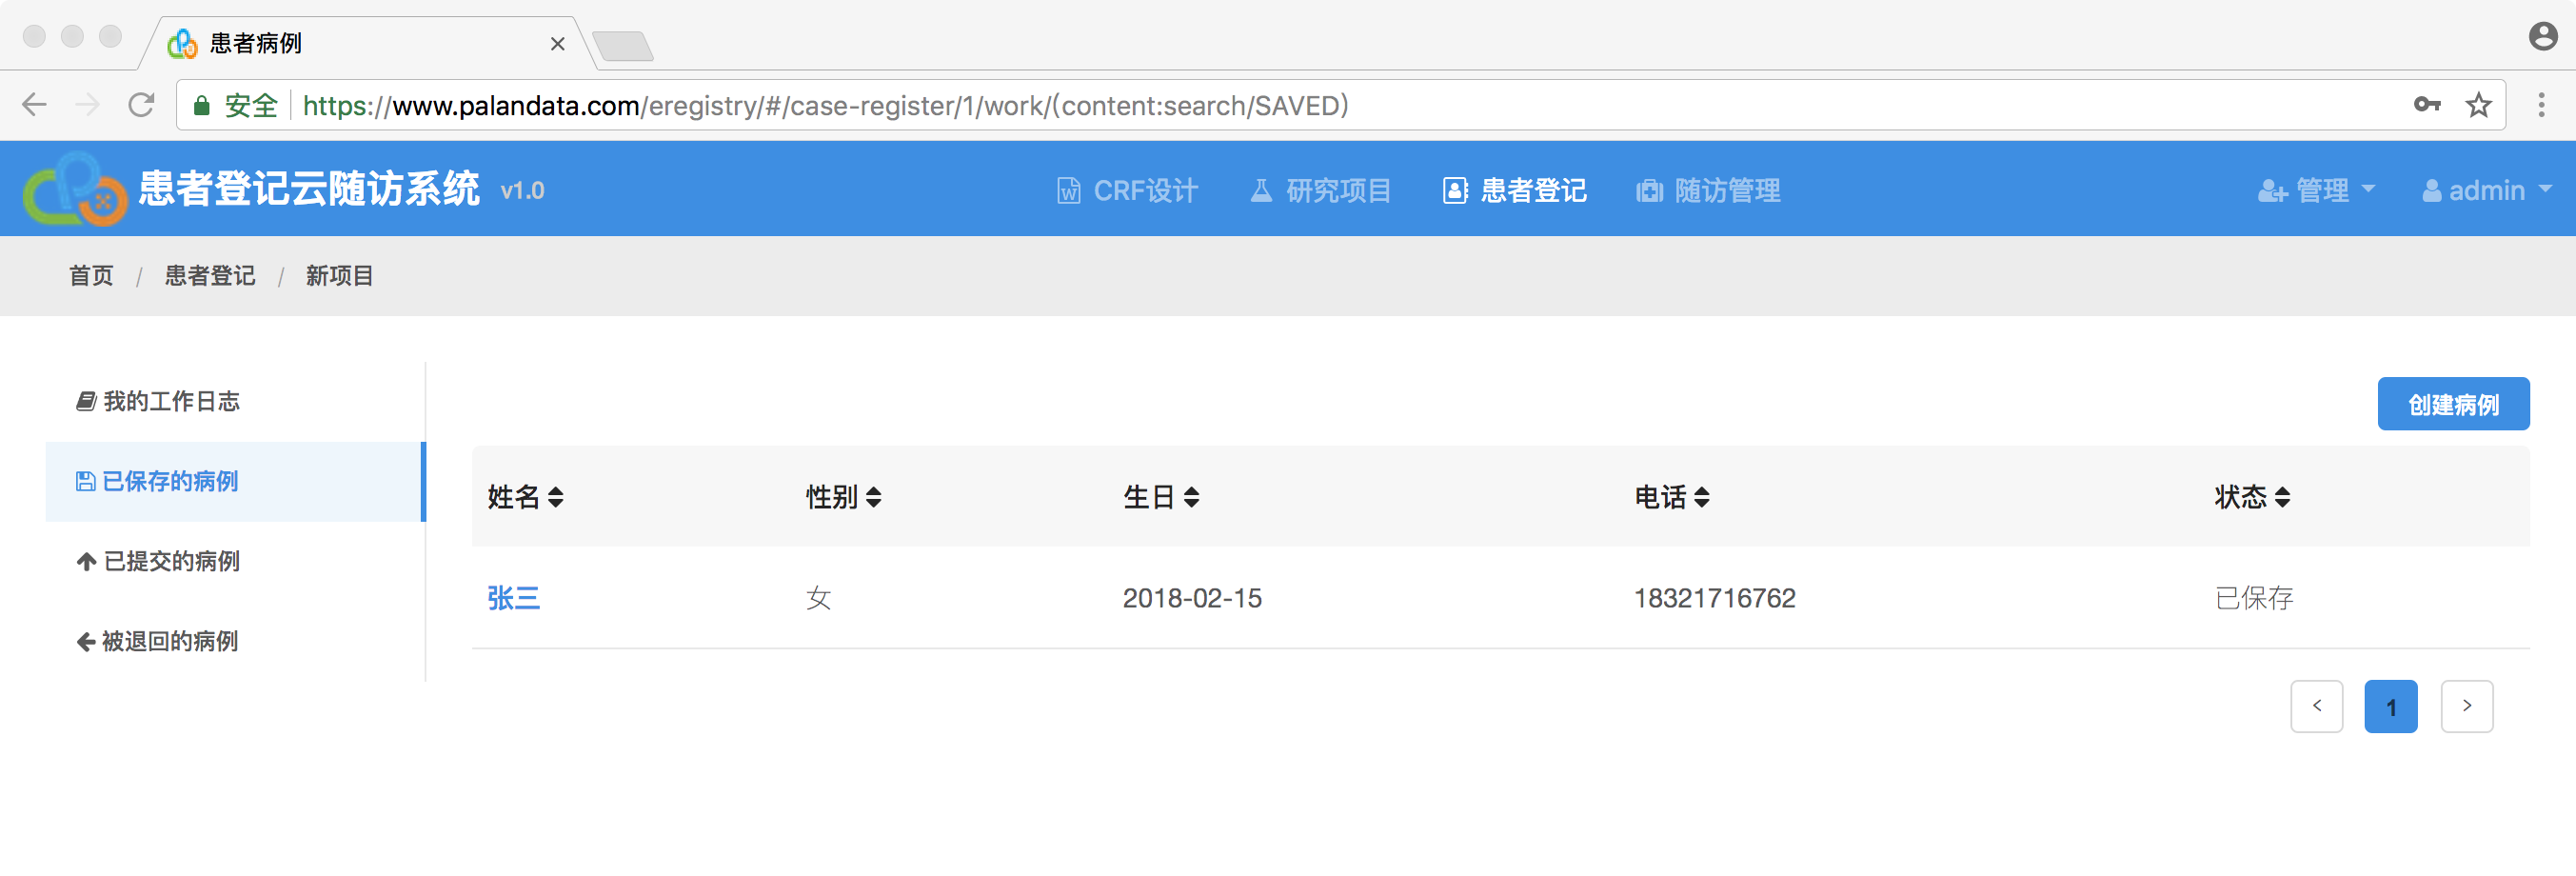 患者病例
安全 https://www.palandata.com/eregistry/#/case-register/1/work/(content:search/SAVED)
患者登记云随访系统 v1.0 CRF设计 研究项目 患者登记 随访管理 管理 admin
首页 / 患者登记 / 新项目
我的工作日志
创建病例
已保存的病例
姓名 性别 生日 电话 状态
已提交的病例
张三 女 2018-02-15 18321716762 已保存
被退回的病例
< 1 >